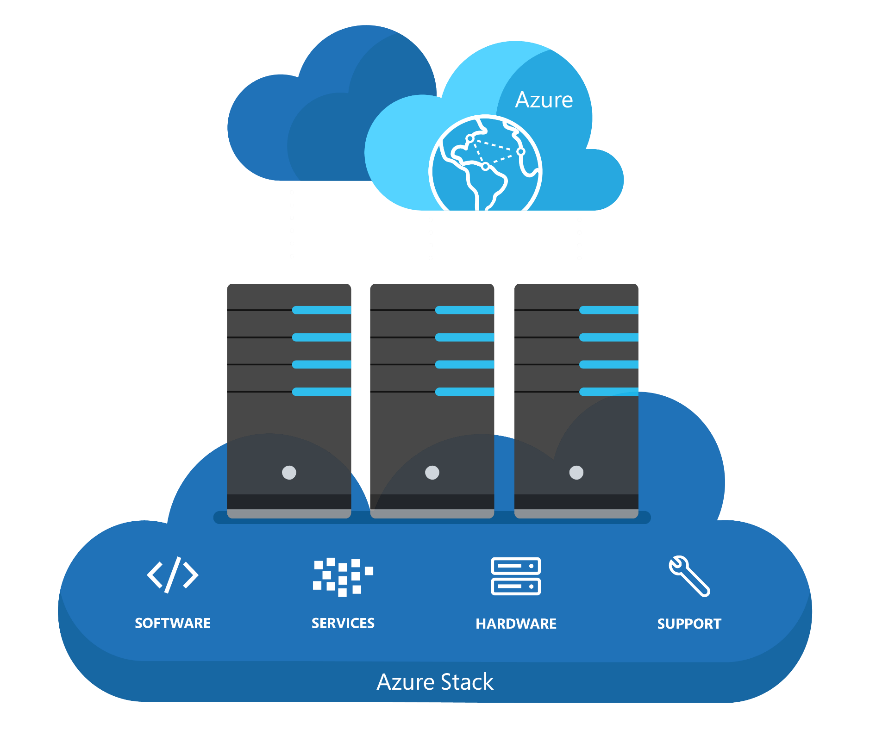 Azure
SOFTWARE
SERVICES
HARDWARE
SUPPORT
Azure Stack